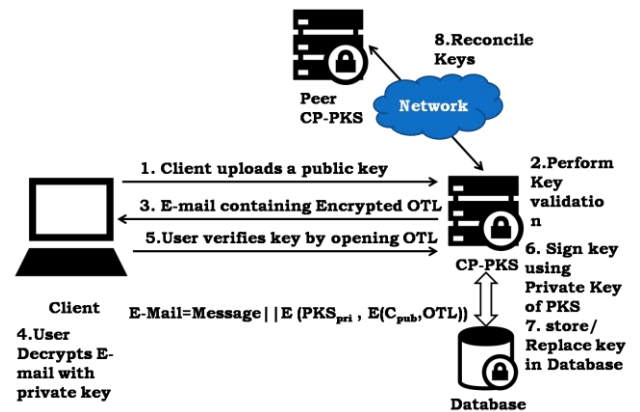 8.Reconcile
Keys
Peer
CP-PKS
Network
1. Client uploads a public key
2.Perform
Key
validatio
n
3. E-mail containing Encrypted OTL
5.User verifies key by opening OTL
CP-PKS
6. Sign key
using
Private Key
of PKS
7. store/
Replace key
in Database
Client
E-Mail=Message||E (PKSpri , E(Cpub,OTL))
4.User
Decrypts E-
mail with
private key
Database